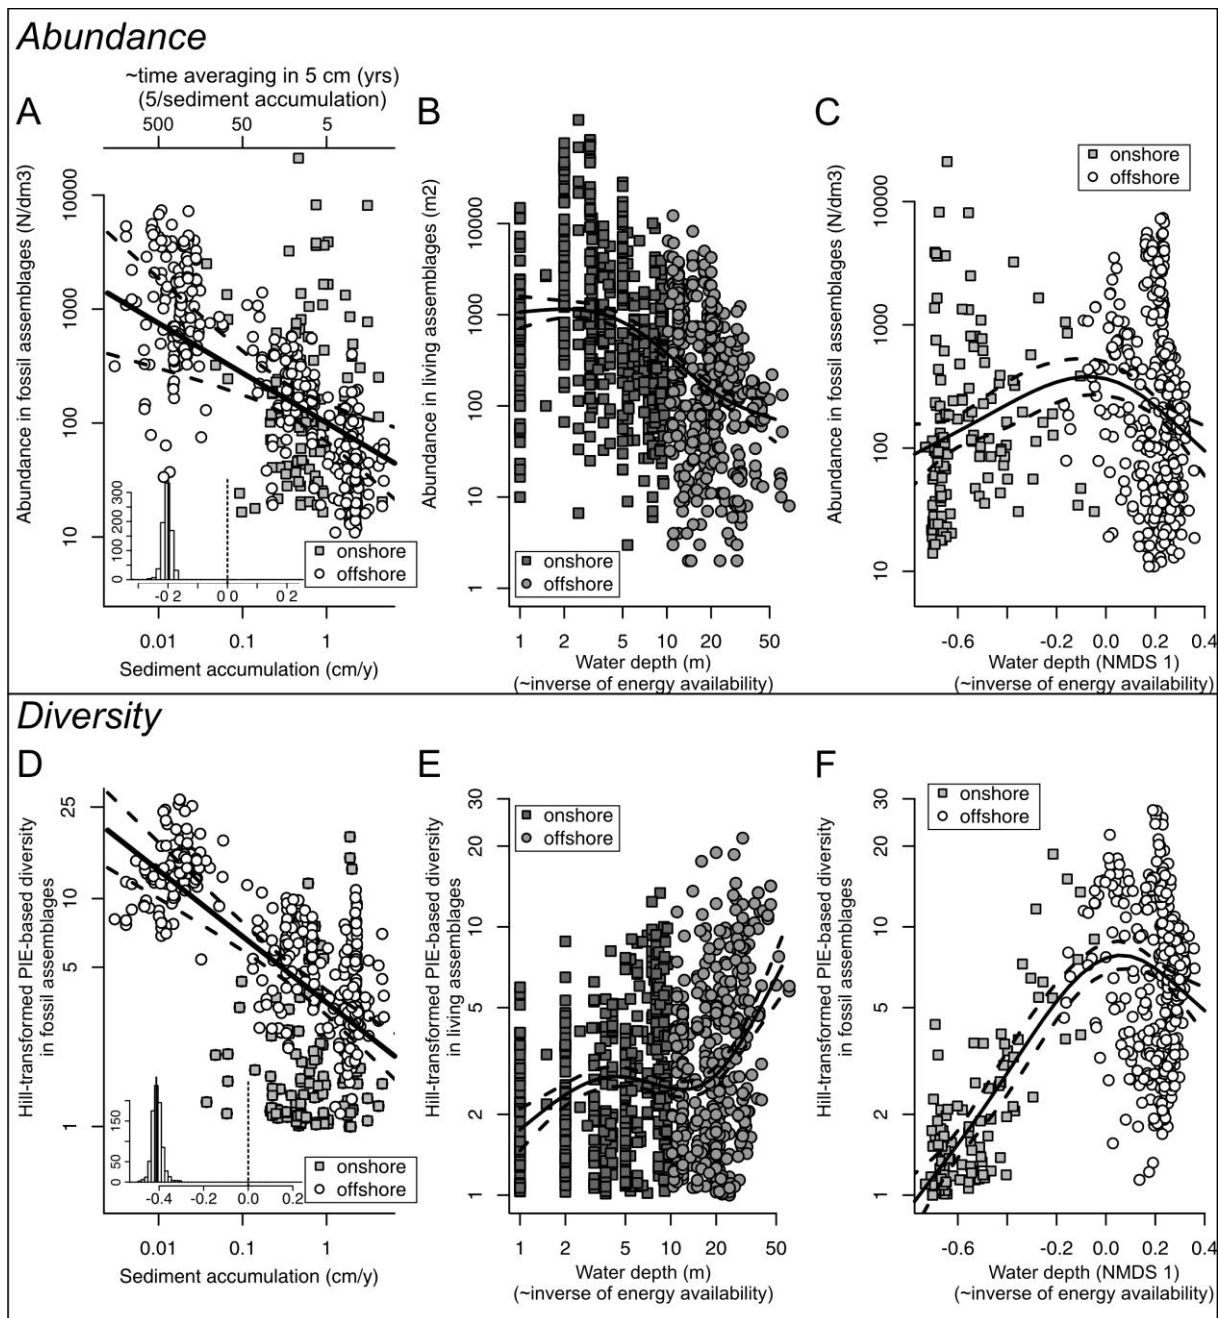 Abundance
~time averaging in 5 cm (yrs)
(5/sediment accumulation)
A
500 50 5
Abundance in fossil assemblages (N/dm3)
10000
1000
100
10
300
200
100
0
-0.2 0.0 0.2
onshore
offshore
0.01 0.1 1
Sediment accumulation (cm/y)
B
Abundance in living assemblages (m2)
10000
1000
100
10
1
onshore
offshore
1 2 5 10 20 50
Water depth (m)
(~inverse of energy availability)
C
onshore
offshore
Abundance in fossil assemblages (N/dm3)
10000
1000
100
10
-0.6 -0.2 0.0 0.2 0.4
Water depth (NMDS 1)
(~inverse of energy availability)
Diversity
D
Hill-transformed PIE-based diversity
in fossil assemblages
25
10
5
1
150
50
0
-0.4 -0.2 0.0 0.2
onshore
offshore
0.01 0.1 1
Sediment accumulation (cm/y)
E
onshore
offshore
Hill-transformed PIE-based diversity
in living assemblages
30
20
10
5
2
1
1 2 5 10 20 50
Water depth (m)
(~inverse of energy availability)
F
onshore
offshore
Hill-transformed PIE-based diversity
in fossil assemblages
30
20
10
5
2
1
-0.6 -0.2 0.0 0.2 0.4
Water depth (NMDS 1)
(~inverse of energy availability)